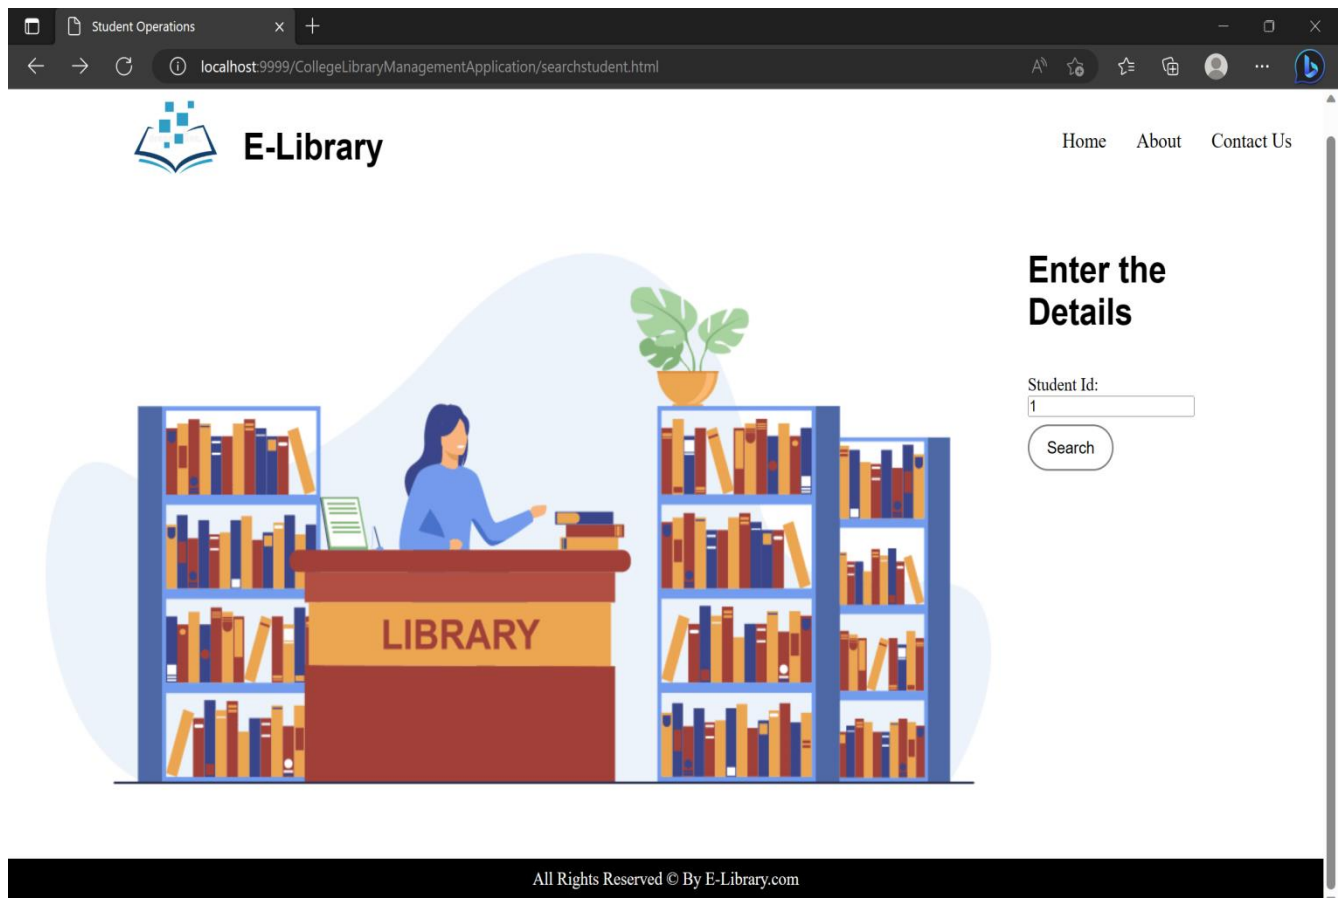 Student Operations
localhost:9999/CollegeLibraryManagementApplication/searchstudent.html
E-Library
Home About Contact Us
Enter the
Details
Student Id:
1
Search
LIBRARY
All Rights Reserved © By E-Library.com